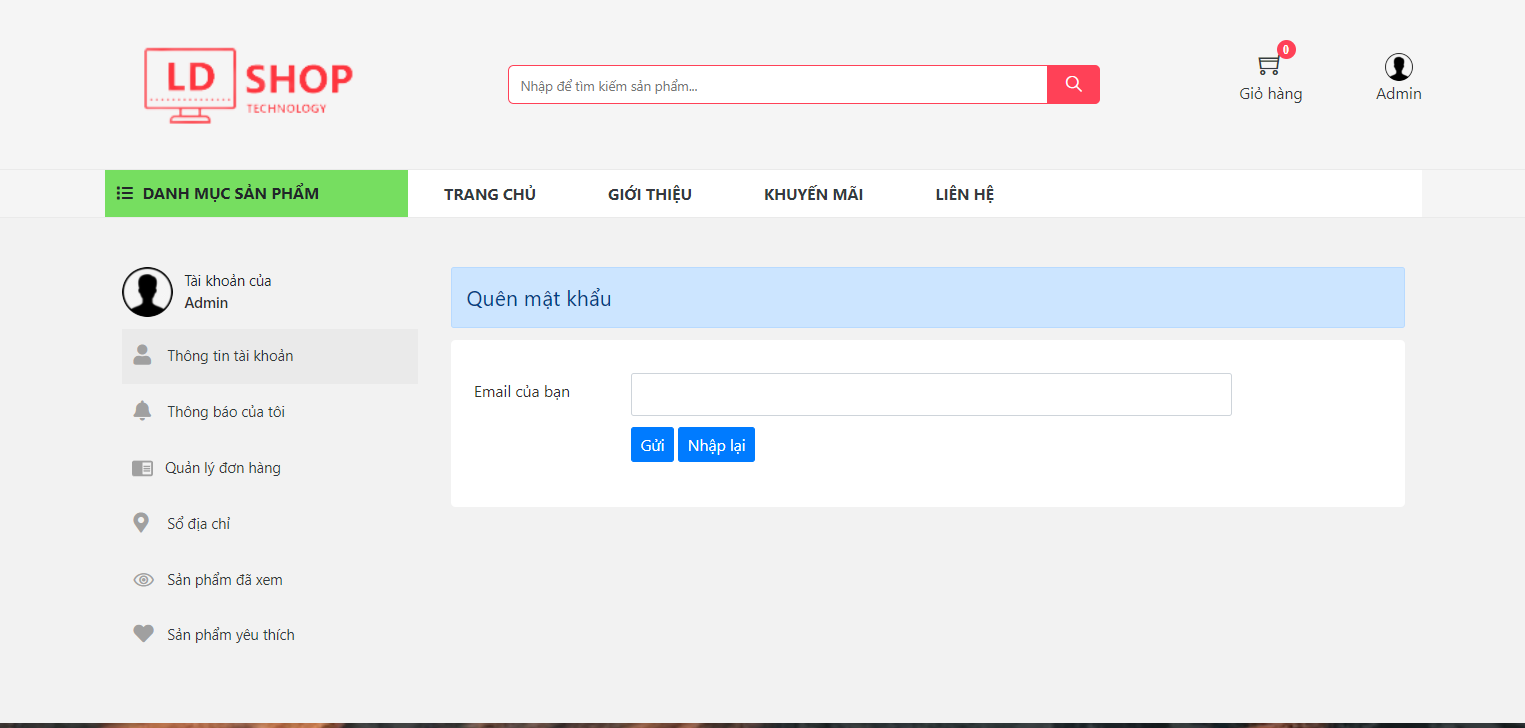 LD SHOP
TECHNOLOGY
Nhập để tìm kiếm sản phẩm...
0
Giỏ hàng
Admin
DANH MỤC SẢN PHẨM
TRANG CHỦ
GIỚI THIỆU
KHUYẾN MÃI
LIÊN HỆ
Tài khoản của
Admin
Thông tin tài khoản
Thông báo của tôi
Quản lý đơn hàng
Sổ địa chỉ
Sản phẩm đã xem
Sản phẩm yêu thích
Quên mật khẩu
Email của bạn
Gửi
Nhập lại